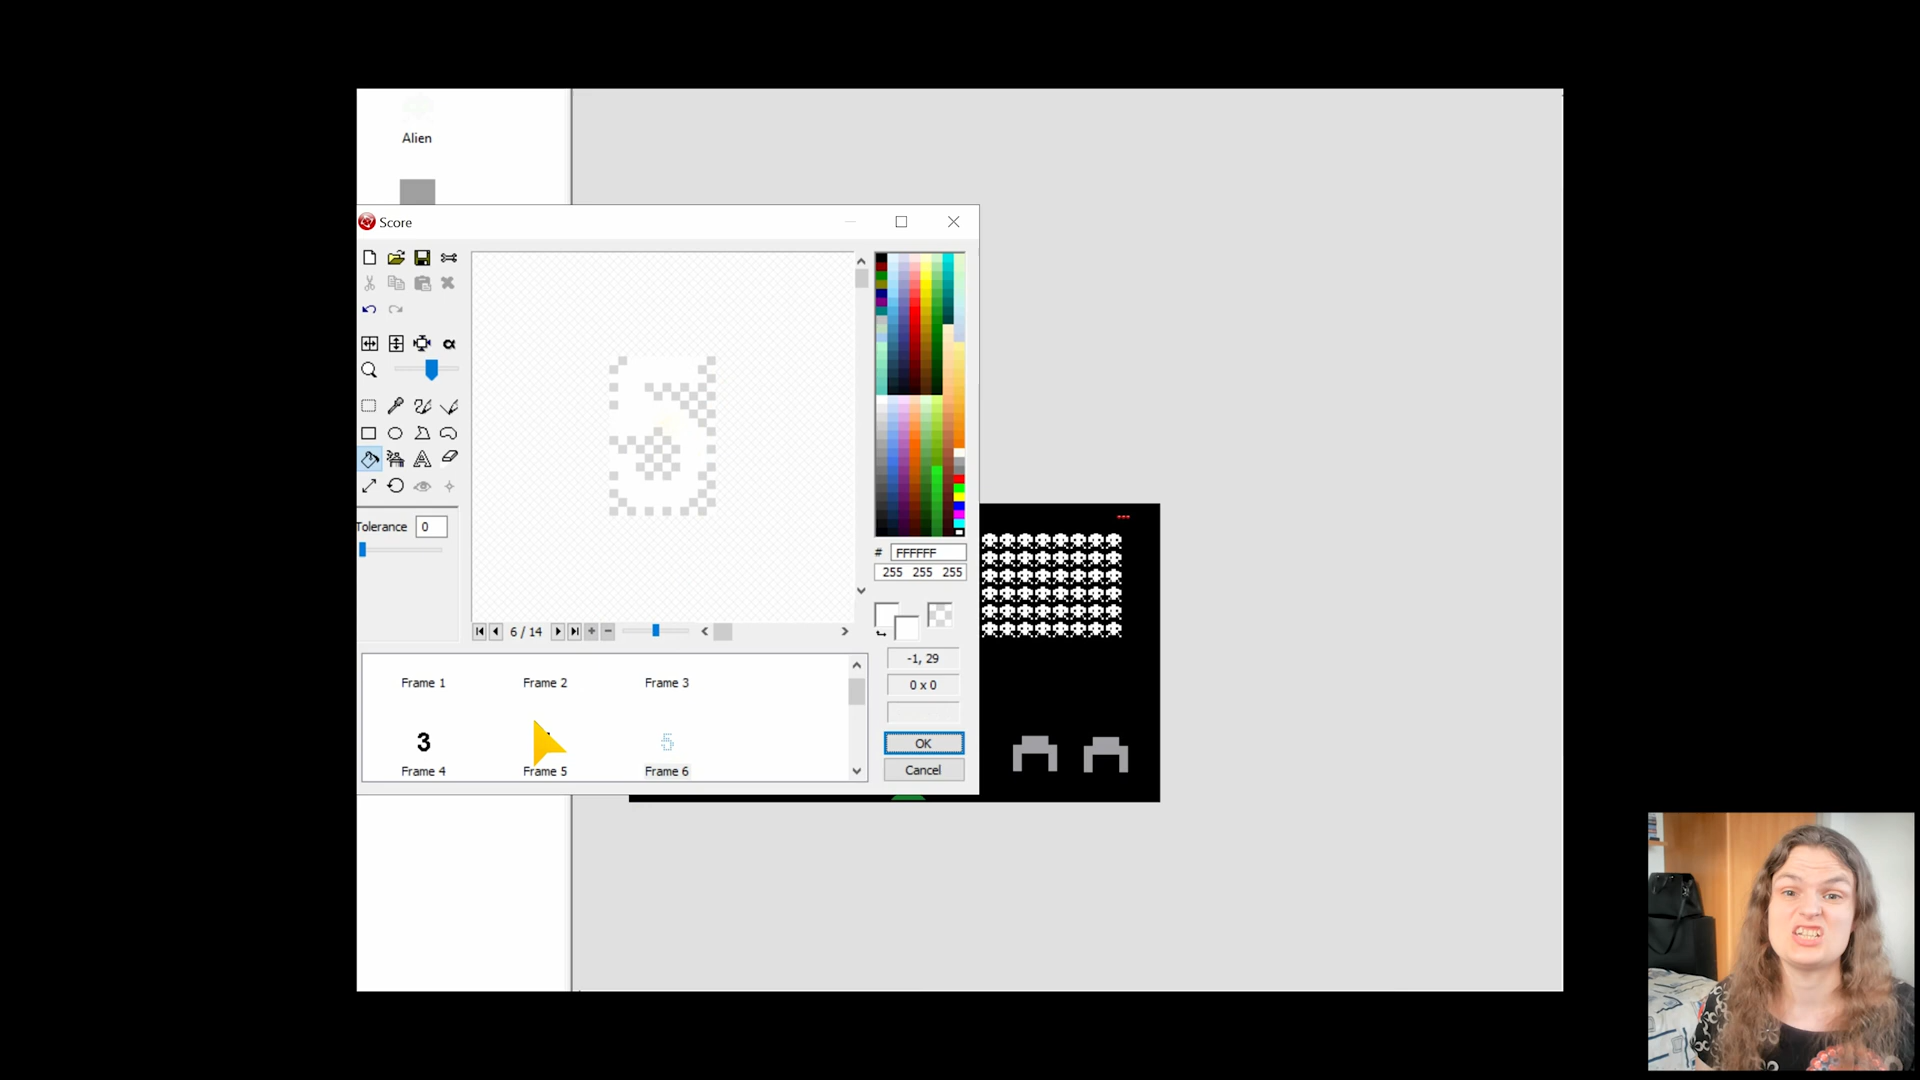 Alien
Score
Tolerance 0
# FFFFFF
255 255 255
6 / 14
-1, 29
0 x 0
Frame 1 Frame 2 Frame 3
3 5
Frame 4 Frame 5 Frame 6
OK
Cancel